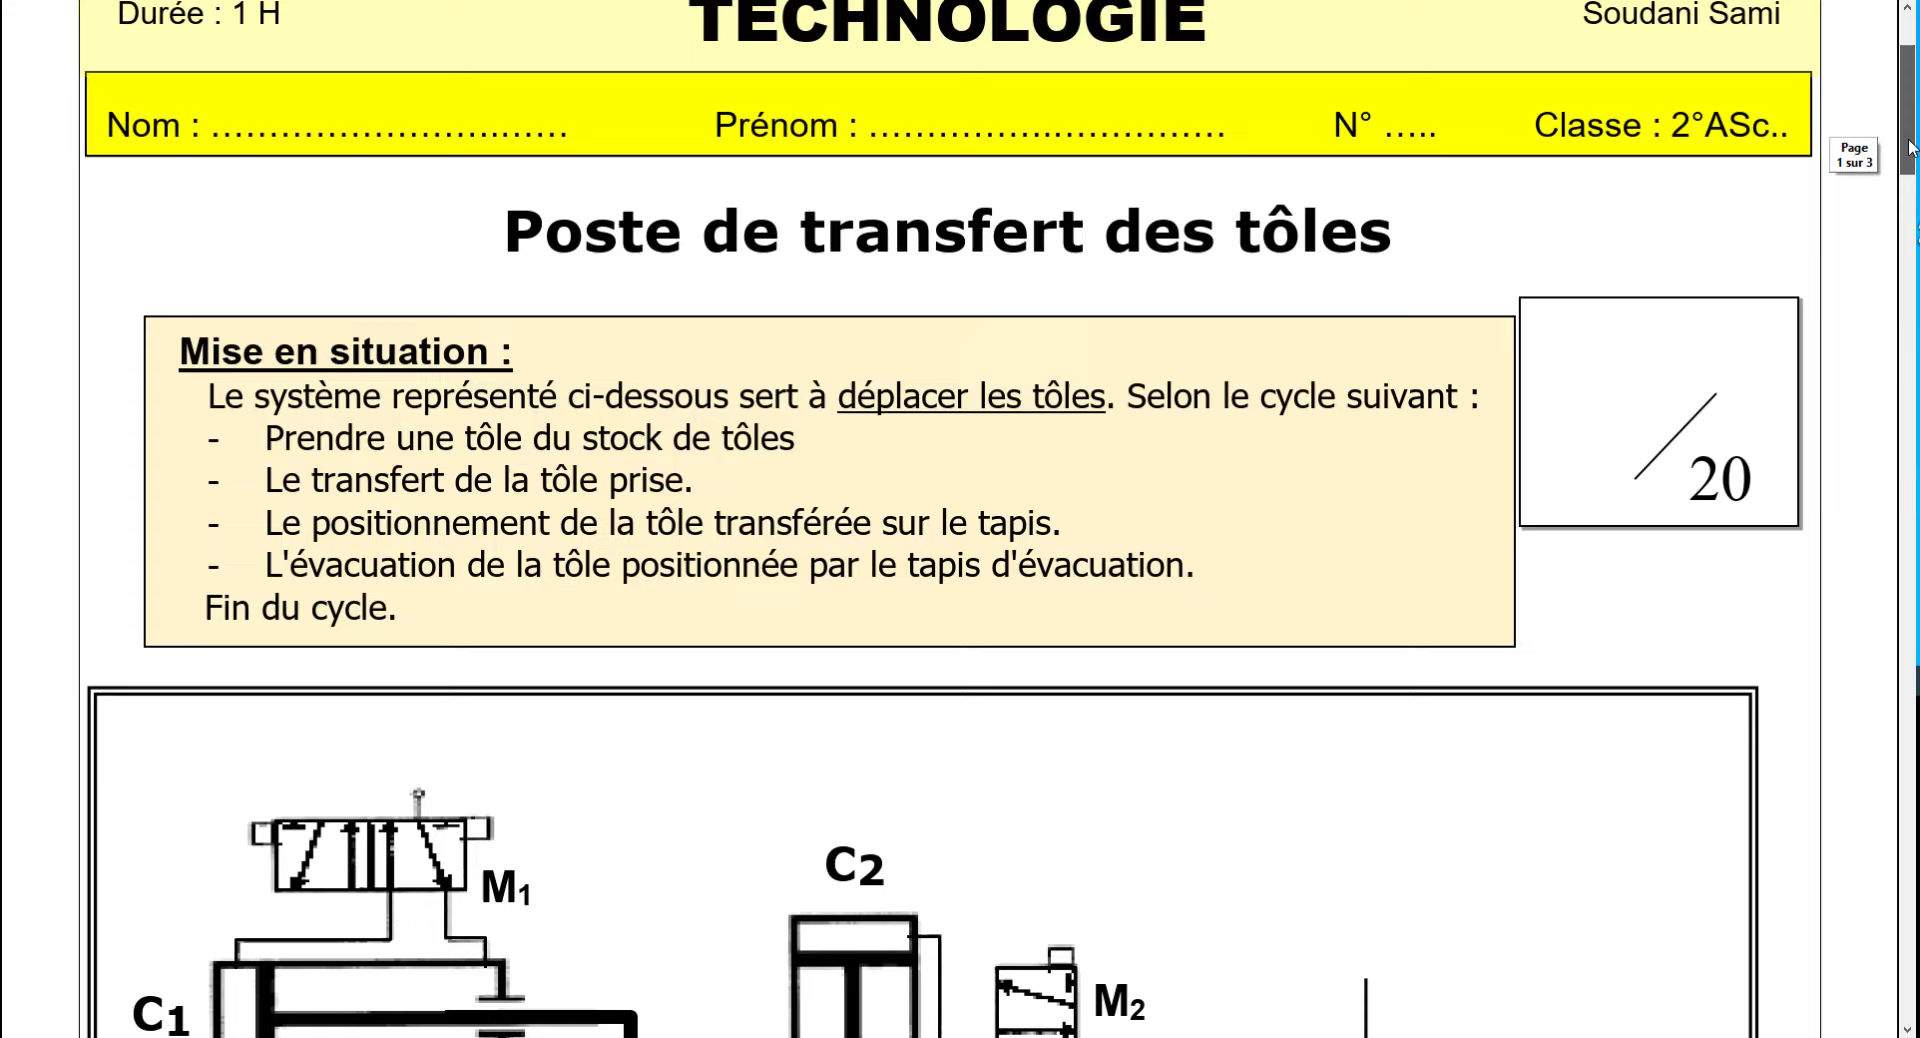 Durée : 1 H
TECHNOLOGIE
Soudani Sami
Nom : ................................ Prénom : ................................ N° ..... Classe : 2°ASc..
Page
1 sur 3
Poste de transfert des tôles
Mise en situation :
Le système représenté ci-dessous sert à déplacer les tôles. Selon le cycle suivant :
- Prendre une tôle du stock de tôles
- Le transfert de la tôle prise.
- Le positionnement de la tôle transférée sur le tapis.
- L'évacuation de la tôle positionnée par le tapis d'évacuation.
Fin du cycle.
/20
M1
C2
C1
M2